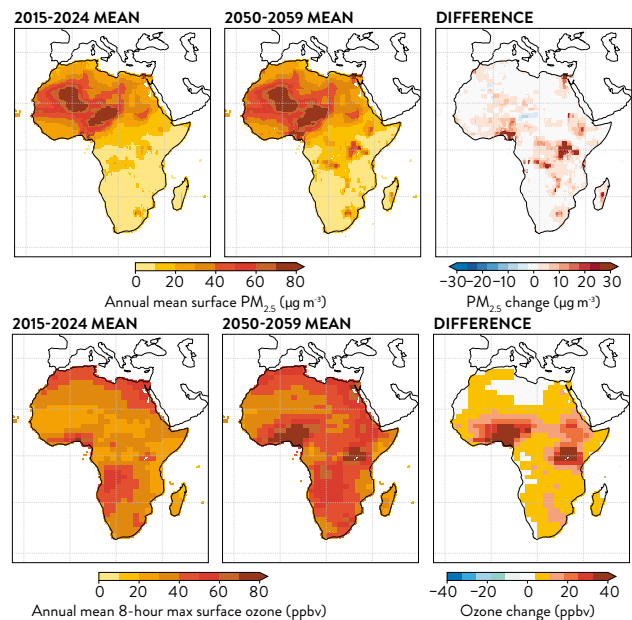 2015-2024 MEAN 2050-2059 MEAN DIFFERENCE
0 20 40 60 80 −30−20−10 0 10 20 30
Annual mean surface PM2.5 (µg m-3) PM2.5 change (µg m-3)
2015-2024 MEAN 2050-2059 MEAN DIFFERENCE
0 20 40 60 80 −40 −20 0 20 40
Annual mean 8-hour max surface ozone (ppbv) Ozone change (ppbv)